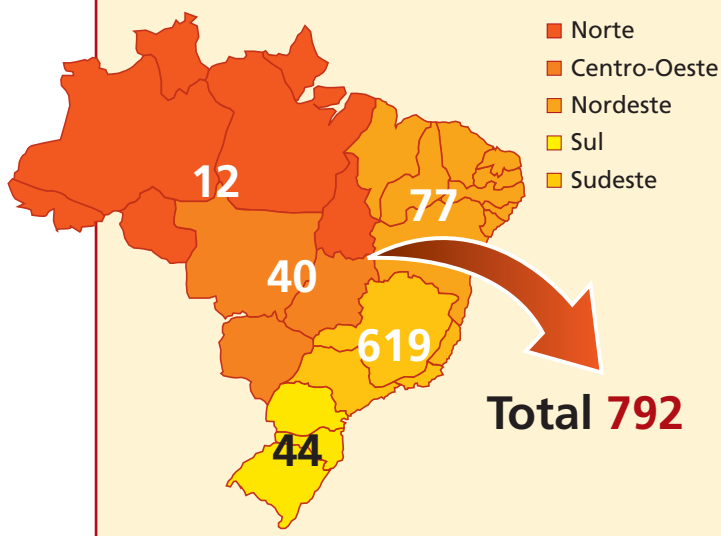 Norte
Centro-Oeste
Nordeste
Sul
Sudeste
12
77
40
619
Total 792
44